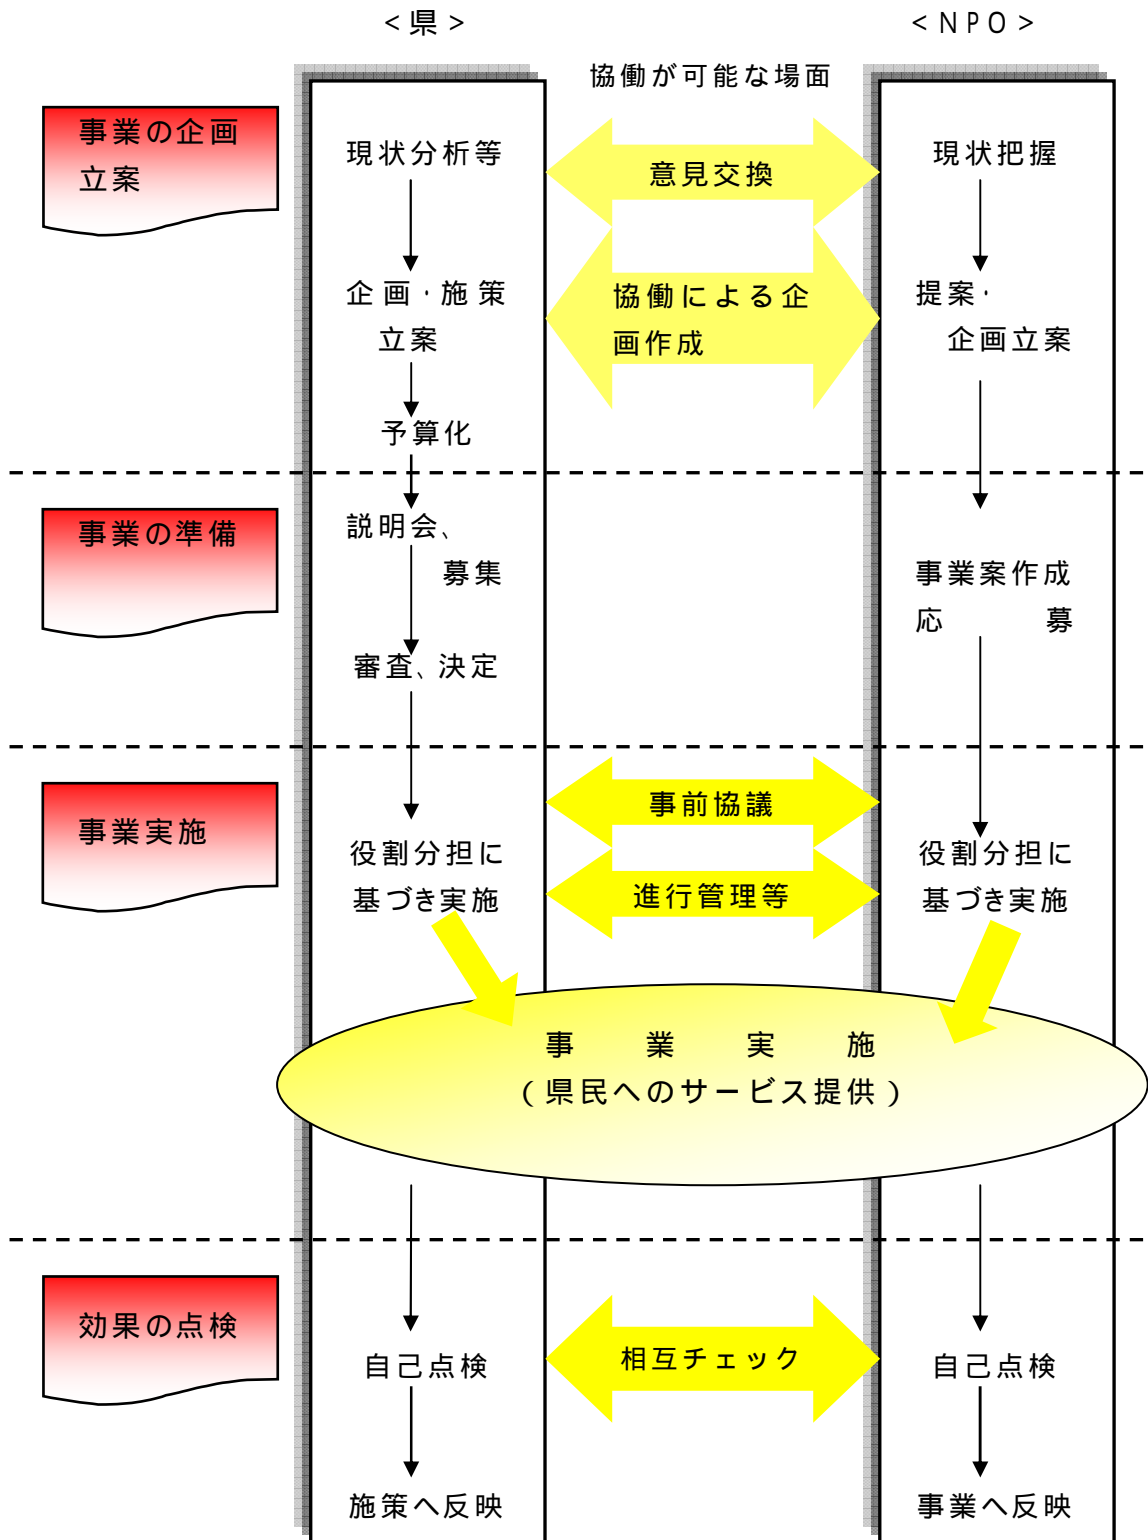 <県>
<NPO>
協働が可能な場面
事業の企画
立案
現状分析等
意見交換
現状把握
企画・施策
立案
協働による企
画作成
提案・
企画立案
予算化
事業の準備
説明会、
募集
事業案作成
応 募
審査、決定
事業実施
事前協議
役割分担に
基づき実施
進行管理等
役割分担に
基づき実施
事 業 実 施
(県民へのサービス提供)
効果の点検
自己点検
相互チェック
自己点検
施策へ反映
事業へ反映